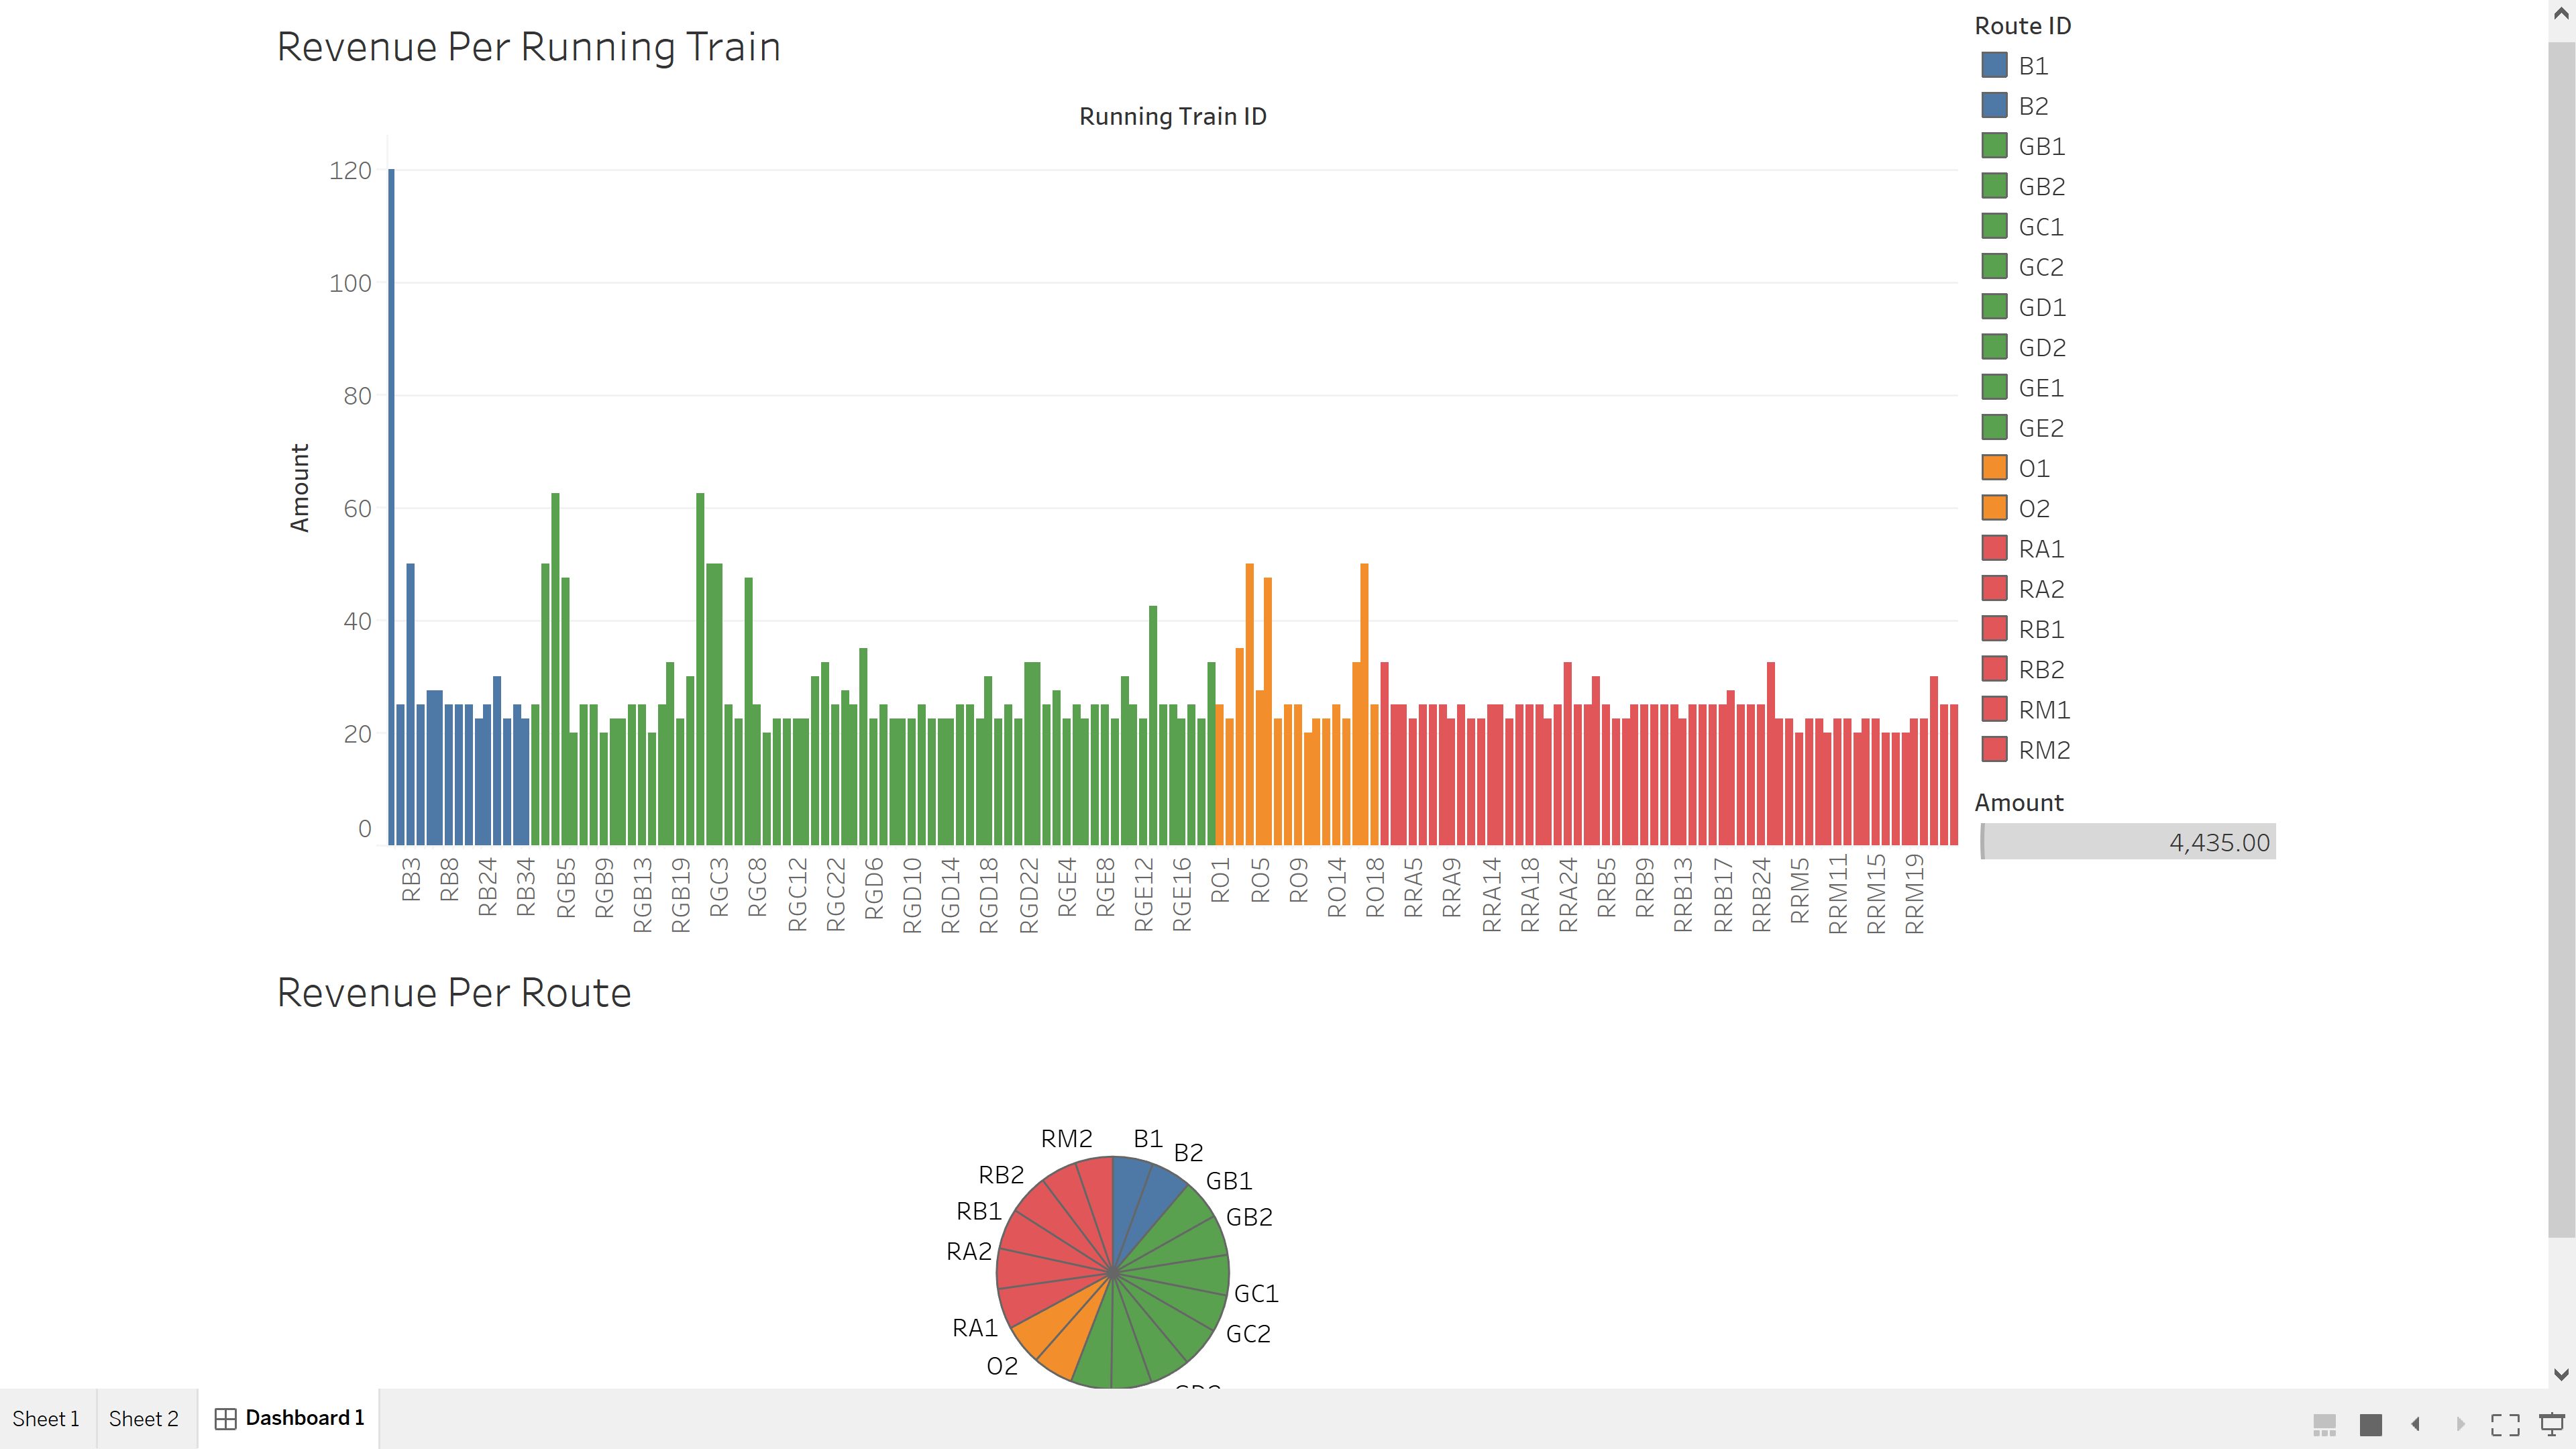 Revenue Per Running Train
Running Train ID
Amount
120
100
80
60
40
20
0
RB3
RB8
RB24
RB34
RGB5
RGB9
RGB13
RGB19
RGC3
RGC8
RGC12
RGC22
RGD6
RGD10
RGD14
RGD18
RGD22
RGE4
RGE8
RGE12
RGE16
RO1
RO5
RO9
RO14
RO18
RRA5
RRA9
RRA14
RRA18
RRA24
RRB5
RRB9
RRB13
RRB17
RRB24
RRM5
RRM11
RRM15
RRM19
Route ID
B1
B2
GB1
GB2
GC1
GC2
GD1
GD2
GE1
GE2
O1
O2
RA1
RA2
RB1
RB2
RM1
RM2
Amount
4,435.00
Revenue Per Route
RM2
B1
B2
RB2
GB1
RB1
GB2
RA2
GC1
RA1
GC2
O2
Sheet 1
Sheet 2
Dashboard 1